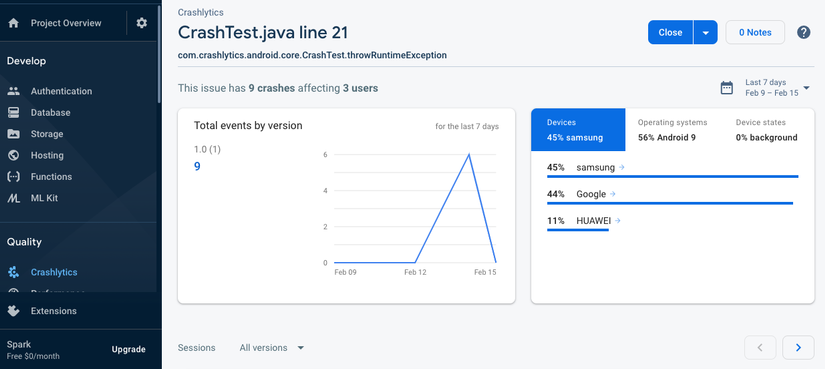 Project Overview
Develop
Authentication
Database
Storage
Hosting
Functions
ML Kit
Quality
Crashlytics
Extensions
Spark
Free $0/month
Upgrade
Crashlytics
CrashTest.java line 21
com.crashlytics.android.core.CrashTest.throwRuntimeException
Close
0 Notes
This issue has 9 crashes affecting 3 users
Last 7 days
Feb 9 – Feb 15
Total events by version
for the last 7 days
1.0 (1)
9
6
4
2
0
Feb 09
Feb 12
Feb 15
Devices
45% samsung
Operating systems
56% Android 9
Device states
0% background
45% samsung
44% Google
11% HUAWEI
Sessions
All versions